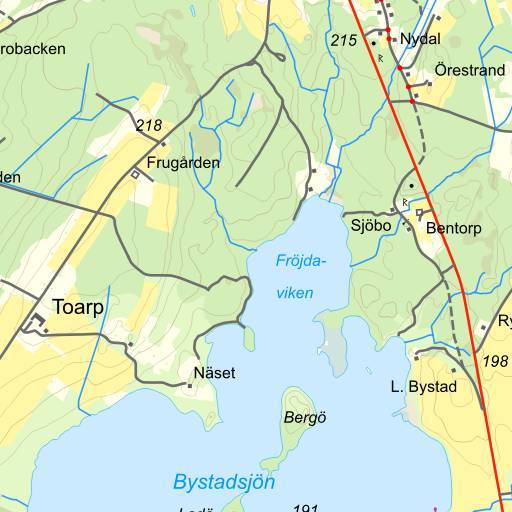 215
Nydal
robacken
R
Örestrand
218
Frugården
den
R
Sjöbo
Bentorp
Fröjda-
viken
Toarp
Ry
198
Näset
L. Bystad
Bergö
Bystadsjön
191